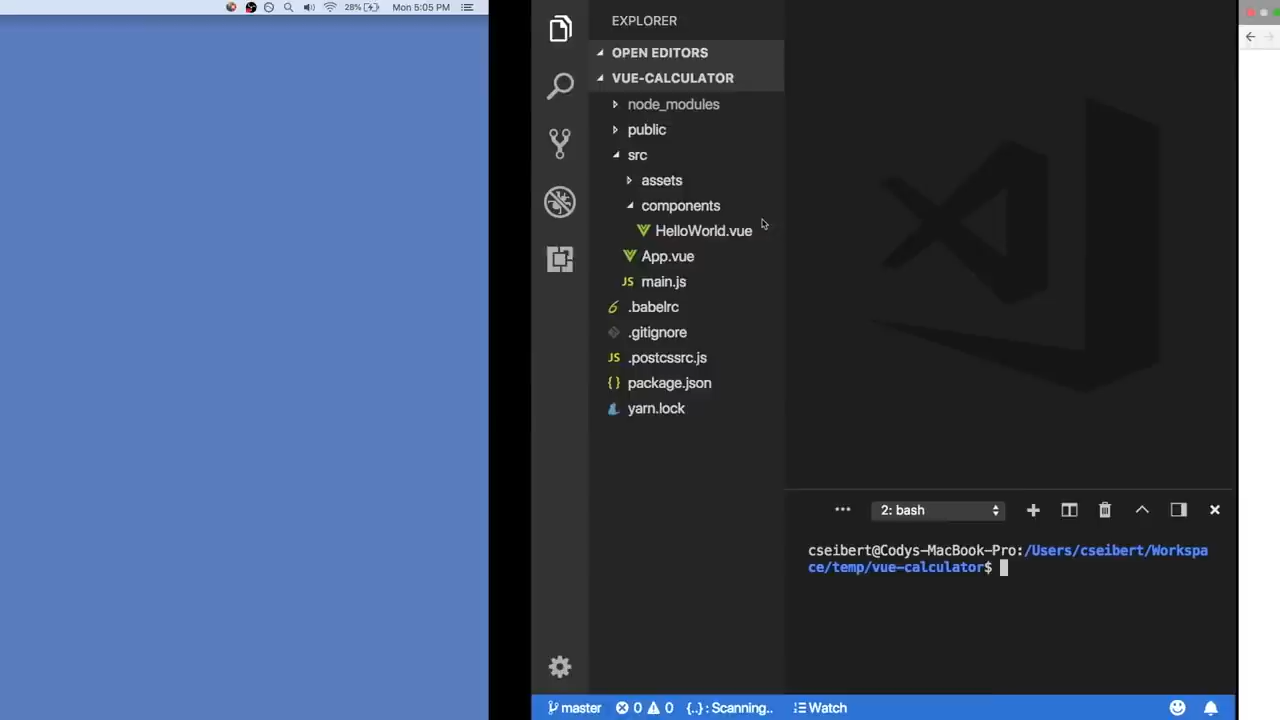 28% Mon 5:05 PM
EXPLORER
OPEN EDITORS
VUE-CALCULATOR
node_modules
public
src
assets
components
HelloWorld.vue
App.vue
JS main.js
.babelrc
.gitignore
JS .postcssrc.js
{} package.json
yarn.lock
2: bash
cseibert@Codys-MacBook-Pro:/Users/cseibert/Workspa
ce/temp/vue-calculator$
master 0 0 {..} : Scanning.. Watch